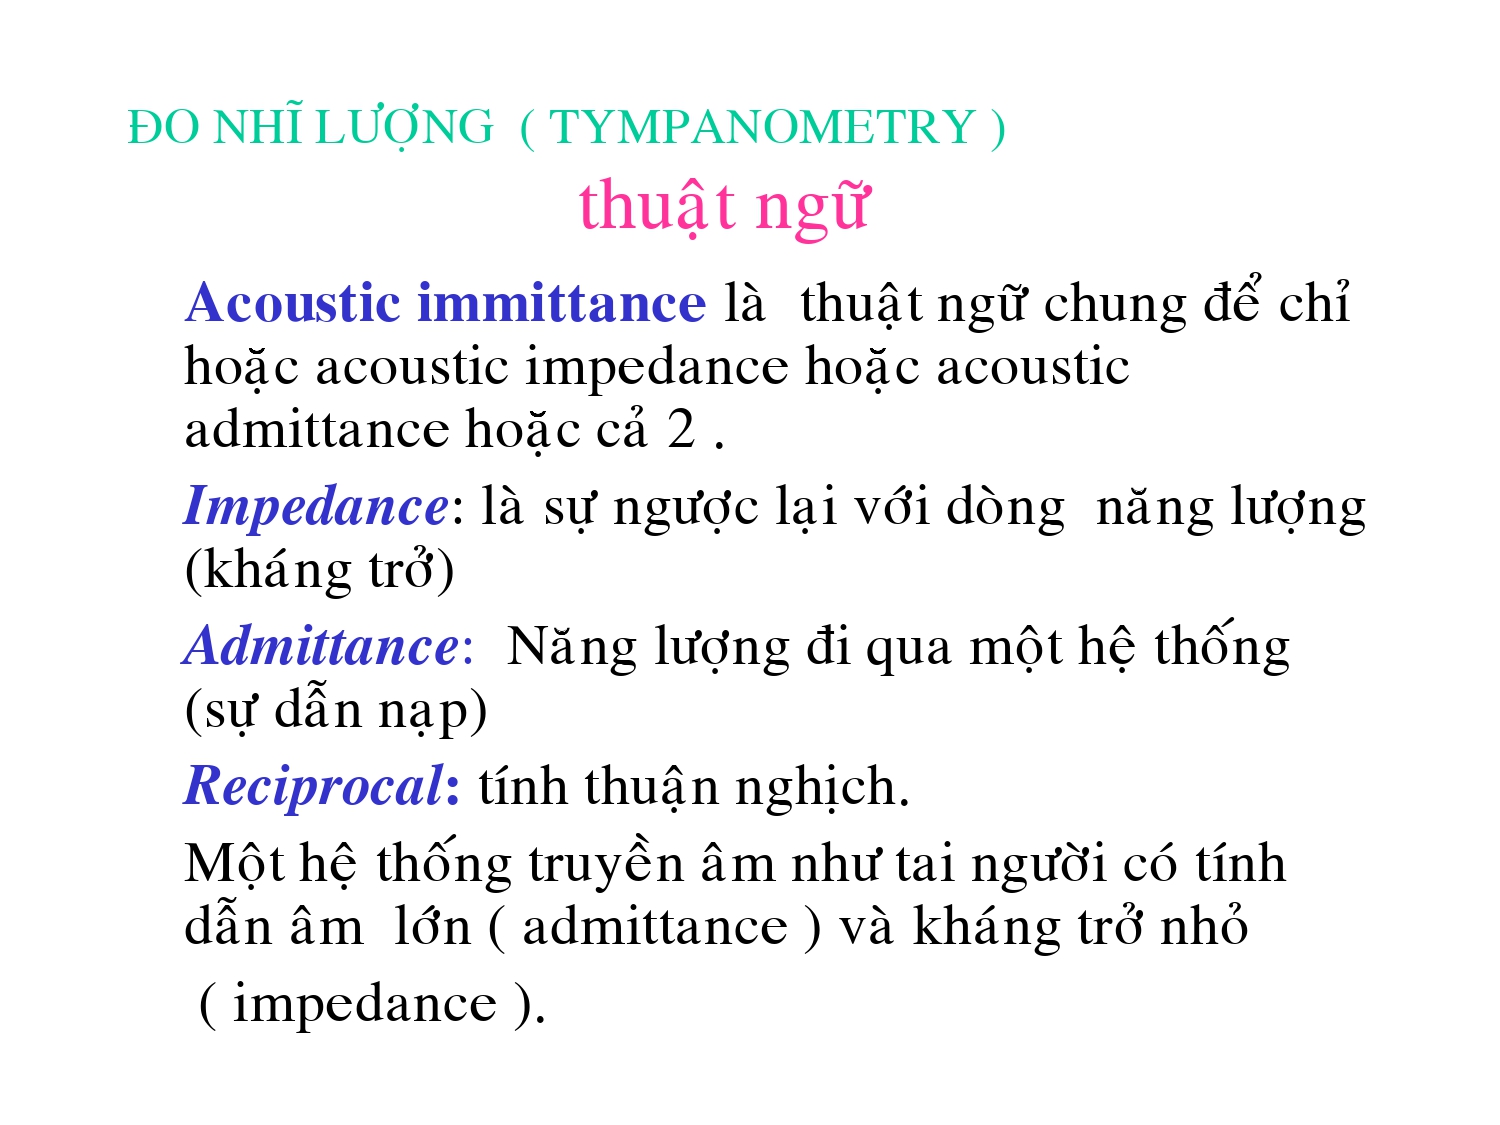 ĐO NHĨ LƯỢNG ( TYMPANOMETRY )
thuật ngữ
Acoustic immittance là thuật ngữ chung để chỉ
hoặc acoustic impedance hoặc acoustic
admittance hoặc cả 2 .
Impedance: là sự ngược lại với dòng năng lượng
(kháng trở)
Admittance: Năng lượng đi qua một hệ thống
(sự dẫn nạp)
Reciprocal: tính thuận nghịch.
Một hệ thống truyền âm như tai người có tính
dẫn âm lớn ( admittance ) và kháng trở nhỏ
( impedance ).